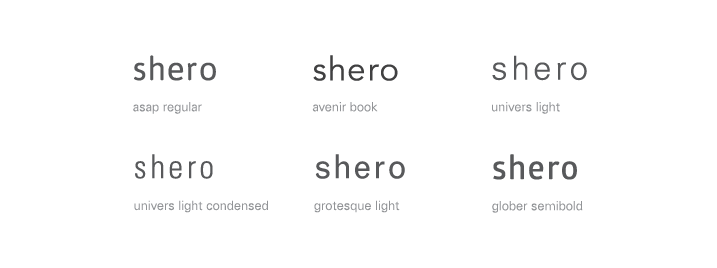 shero shero shero
asap regular avenir book univers light
shero shero shero
univers light condensed grotesque light glober semibold